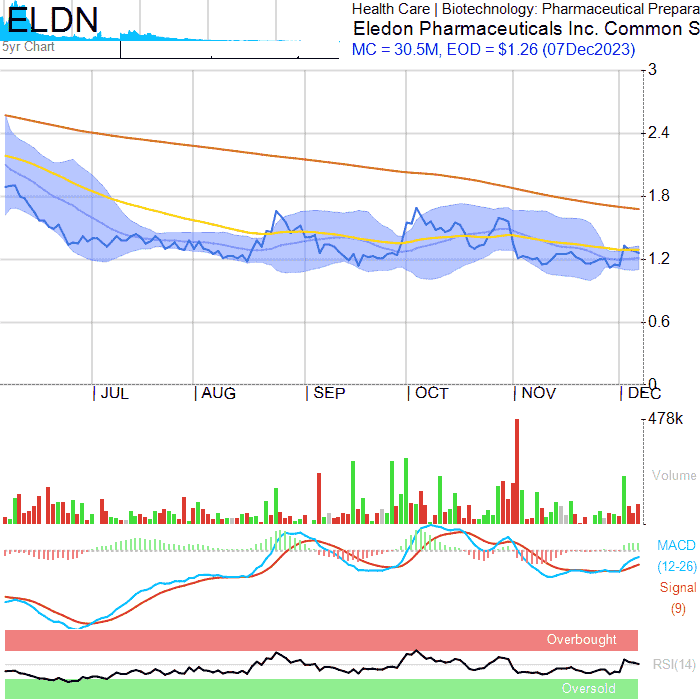 ELDN
5yr Chart
Health Care | Biotechnology: Pharmaceutical Prepara
Eledon Pharmaceuticals Inc. Common S
MC = 30.5M, EOD = $1.26 (07Dec2023)
3
2.4
1.8
1.2
0.6
0
JUL AUG SEP OCT NOV DEC
478k
Volume
MACD
(12-26)
Signal
(9)
Overbought
RSI(14)
Oversold